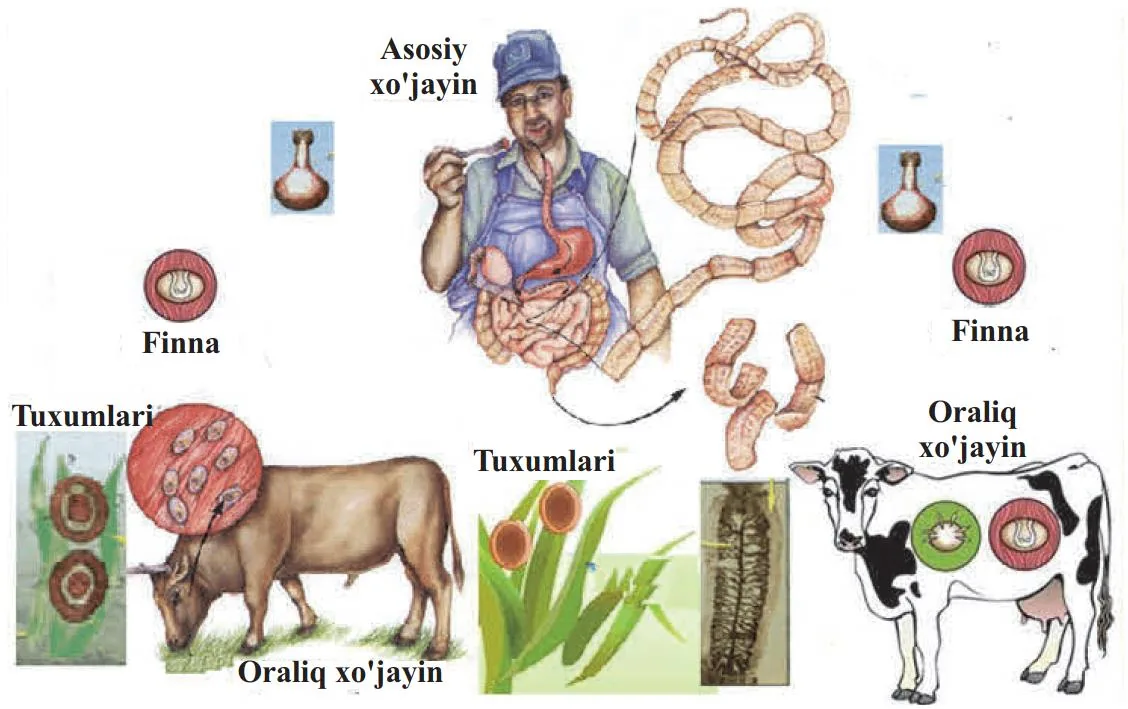 Asosiy
xo'jayin
Finna
Finna
Tuxumlari
Tuxumlari
Oraliq
xo'jayin
Oraliq xo'jayin